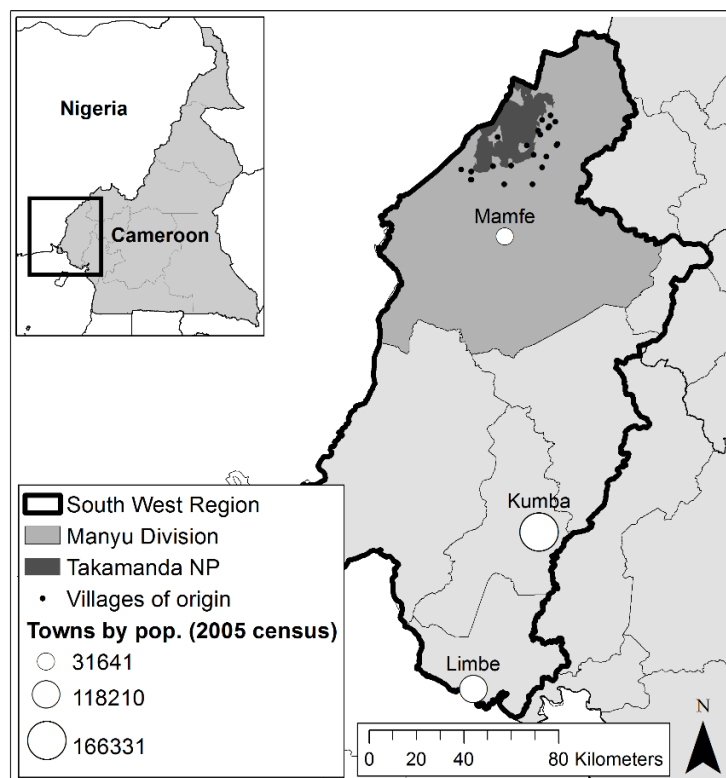 Nigeria
Cameroon
Mamfe
Kumba
Limbe
South West Region
Manyu Division
Takamanda NP
Villages of origin
Towns by pop. (2005 census)
31641
118210
166331
N
0 20 40 60 80 Kilometers